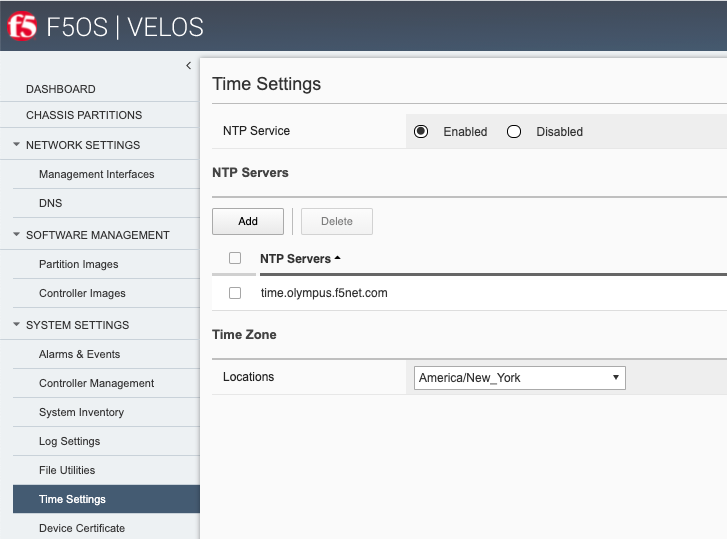 f5 F5OS | VELOS
<
DASHBOARD
CHASSIS PARTITIONS
NETWORK SETTINGS
Management Interfaces
DNS
SOFTWARE MANAGEMENT
Partition Images
Controller Images
SYSTEM SETTINGS
Alarms & Events
Controller Management
System Inventory
Log Settings
File Utilities
Time Settings
Device Certificate
Time Settings
NTP Service Enabled Disabled
NTP Servers
Add Delete
NTP Servers
time.olympus.f5net.com
Time Zone
Locations America/New_York